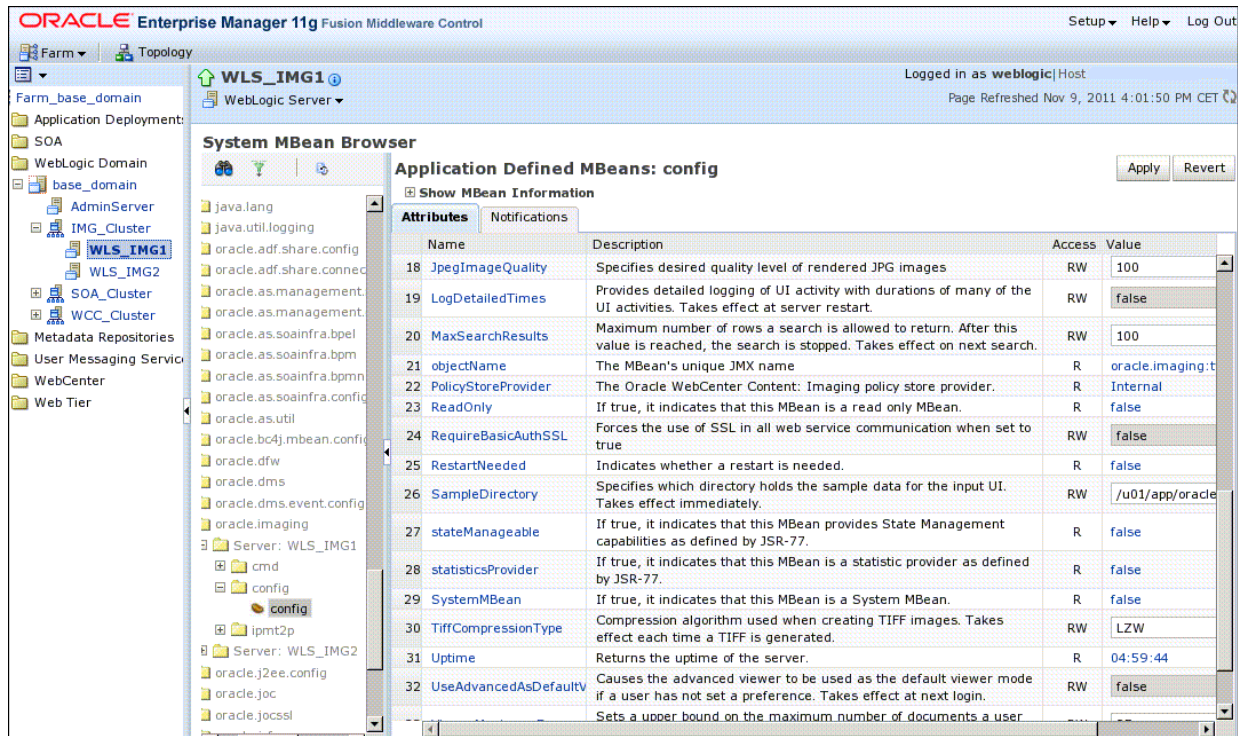 ORACLE Enterprise Manager 11g Fusion Middleware Control
Setup Help Log Out
Farm Topology
Farm_base_domain
Application Deployments
SOA
WebLogic Domain
base_domain
AdminServer
IMG_Cluster
WLS_IMG1
WLS_IMG2
SOA_Cluster
WCC_Cluster
Metadata Repositories
User Messaging Servic
WebCenter
Web Tier
WLS_IMG1
WebLogic Server
Logged in as weblogic|Host
Page Refreshed Nov 9, 2011 4:01:50 PM CET
System MBean Browser
java.lang
java.util.logging
oracle.adf.share.config
oracle.adf.share.connec
oracle.as.management.
oracle.as.management.
oracle.as.soainfra.bpel
oracle.as.soainfra.bpm
oracle.as.soainfra.bpmn
oracle.as.soainfra.config
oracle.as.util
oracle.bc4j.mbean.config
oracle.dfw
oracle.dms
oracle.dms.event.config
oracle.imaging
Server: WLS_IMG1
cmd
config
config
ipmt2p
Server: WLS_IMG2
oracle.j2ee.config
oracle.joc
oracle.jocssl
Application Defined MBeans: config
Apply Revert
Show MBean Information
Attributes Notifications
Name Description Access Value
18 JpegImageQuality Specifies desired quality level of rendered JPG images RW 100
19 LogDetailedTimes Provides detailed logging of UI activity with durations of many of the
UI activities. Takes effect at server restart. RW false
20 MaxSearchResults Maximum number of rows a search is allowed to return. After this
value is reached, the search is stopped. Takes effect on next search. RW 100
21 objectName The MBean's unique JMX name R oracle.imaging:t
22 PolicyStoreProvider The Oracle WebCenter Content: Imaging policy store provider. R Internal
23 ReadOnly If true, it indicates that this MBean is a read only MBean. R false
24 RequireBasicAuthSSL Forces the use of SSL in all web service communication when set to
true RW false
25 RestartNeeded Indicates whether a restart is needed. R false
26 SampleDirectory Specifies which directory holds the sample data for the input UI.
Takes effect immediately. RW /u01/app/oracle
27 stateManageable If true, it indicates that this MBean provides State Management
capabilities as defined by JSR-77. R false
28 statisticsProvider If true, it indicates that this MBean is a statistic provider as defined
by JSR-77. R false
29 SystemMBean If true, it indicates that this MBean is a System MBean. R false
30 TiffCompressionType Compression algorithm used when creating TIFF images. Takes
effect each time a TIFF is generated. RW LZW
31 Uptime Returns the uptime of the server. R 04:59:44
32 UseAdvancedAsDefaultV Causes the advanced viewer to be used as the default viewer mode
if a user has not set a preference. Takes effect at next login. RW false
Sets a upper bound on the maximum number of documents a user